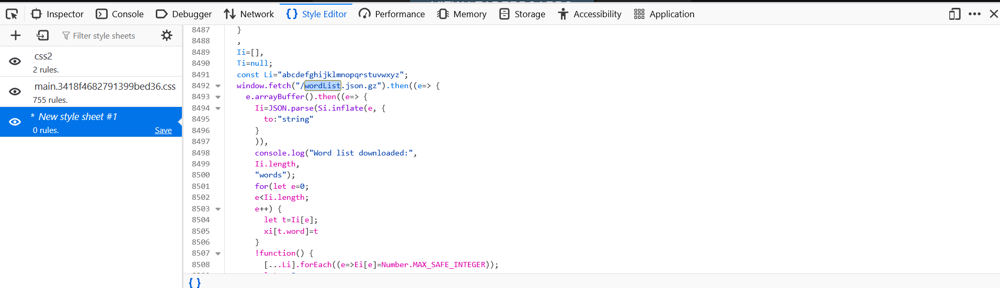 Inspector Console Debugger Network Style Editor Performance Memory Storage Accessibility Application
Filter style sheets
css2
2 rules.
main.3418f4682791399bed36.css
755 rules.
* New style sheet #1
0 rules. Save
8487 }
8488 ,
8489 Ii=[],
8490 Ti=null;
8491 const Li="abcdefghijklmnopqrstuvwxyz";
8492 window.fetch("/wordList.json.gz").then((e=> {
8493 e.arrayBuffer().then((e=> {
8494 Ii=JSON.parse(Si.inflate(e, {
8495 to:"string"
8496 }
8497 )),
8498 console.log("Word list downloaded:",
8499 Ii.length,
8500 "words");
8501 for(let e=0;
8502 e<Ii.length;
8503 e++) {
8504 let t=Ii[e];
8505 xi[t.word]=t
8506 }
8507 !function() {
8508 [...Li].forEach((e=>Ei[e]=Number.MAX_SAFE_INTEGER));
{ }